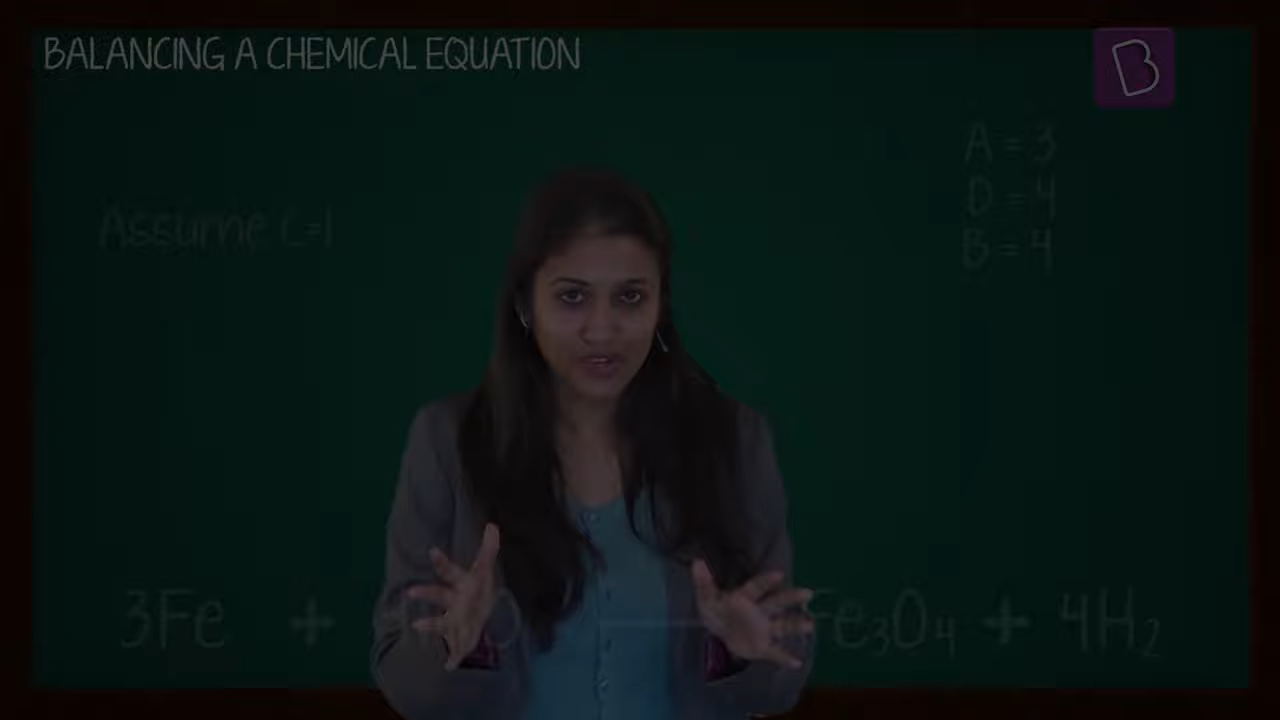 BALANCING A CHEMICAL EQUATION
B
A = 3
D = 4
B = 4
Assume C=1
3Fe + Fe₃O₄ + 4H₂